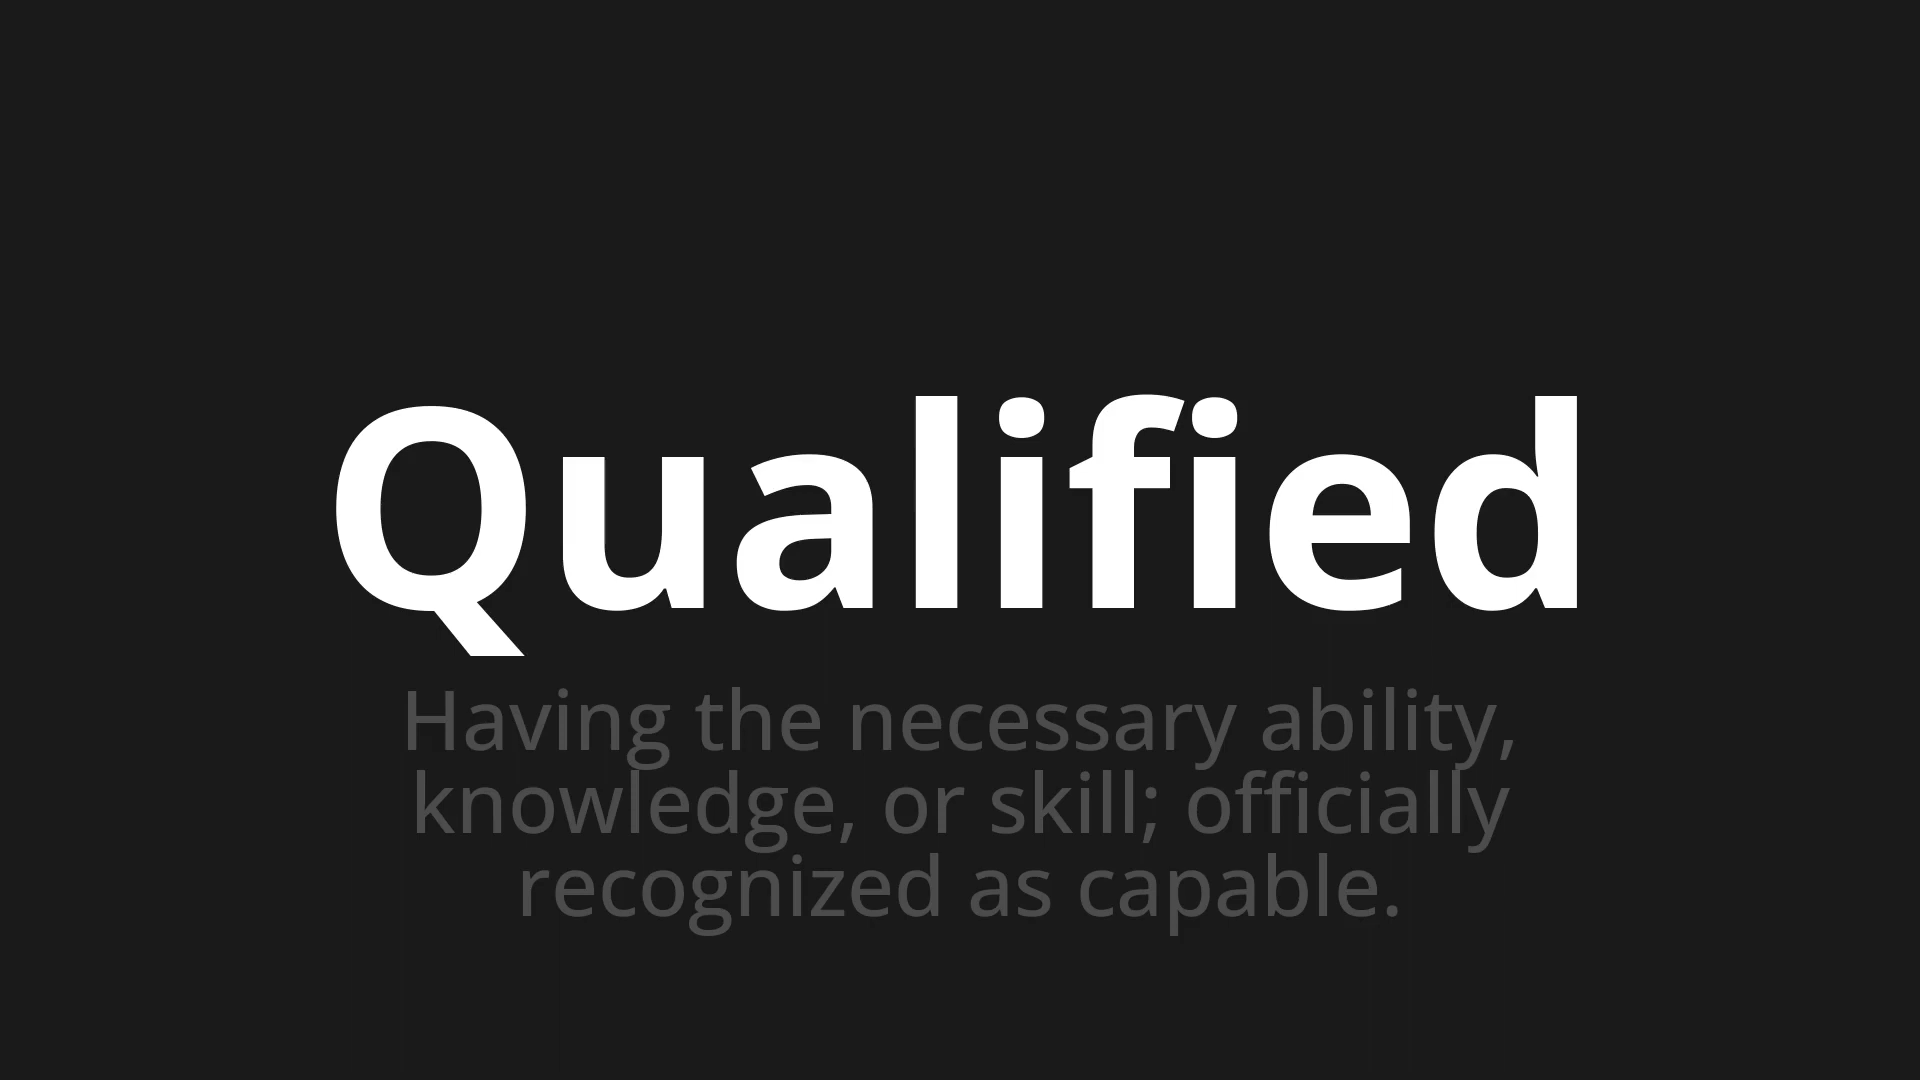 Qualified
Having the necessary ability,
knowledge, or skill; officially
recognized as capable.